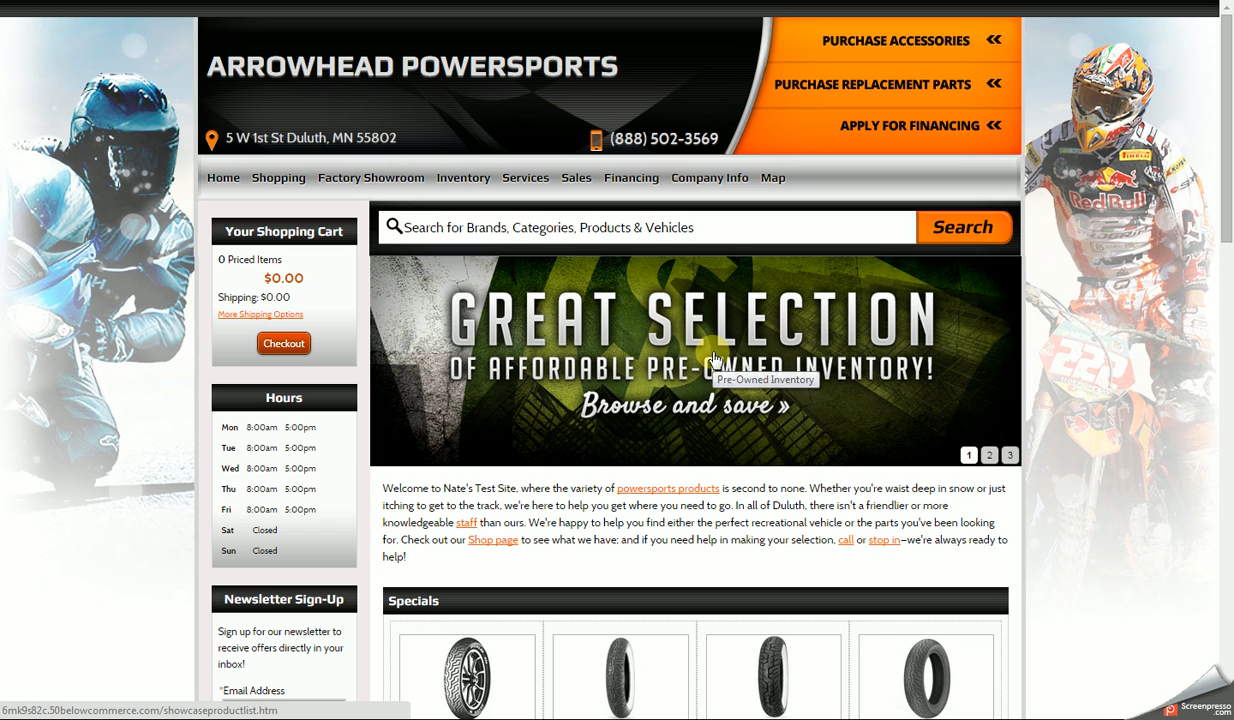 ARROWHEAD POWERSPORTS
5 W 1st St Duluth, MN 55802
(888) 502-3569
PURCHASE ACCESSORIES «
PURCHASE REPLACEMENT PARTS «
APPLY FOR FINANCING «
Home Shopping Factory Showroom Inventory Services Sales Financing Company Info Map
Your Shopping Cart
0 Priced Items
$0.00
Shipping: $0.00
More Shipping Options
Checkout
Hours
Mon 8:00am 5:00pm
Tue 8:00am 5:00pm
Wed 8:00am 5:00pm
Thu 8:00am 5:00pm
Fri 8:00am 5:00pm
Sat Closed
Sun Closed
Newsletter Sign-Up
Sign up for our newsletter to
receive offers directly in your
inbox!
*Email Address
Search for Brands, Categories, Products & Vehicles
Search
GREAT SELECTION
OF AFFORDABLE PRE-OWNED INVENTORY!
Pre-Owned Inventory
Browse and save »
1 2 3
Welcome to Nate's Test Site, where the variety of powersports products is second to none. Whether you're waist deep in snow or just
itching to get to the track, we're here to help you get where you need to go. In all of Duluth, there isn't a friendlier or more
knowledgeable staff than ours. We're happy to help you find either the perfect recreational vehicle or the parts you've been looking
for. Check out our Shop page to see what we have; and if you need help in making your selection, call or stop in—we're always ready to
help!
Specials
Red Bull
PIRELLI
222
6mk9s82c.50belowcommerce.com/showcaseproductlist.htm
Screenpresso
.com